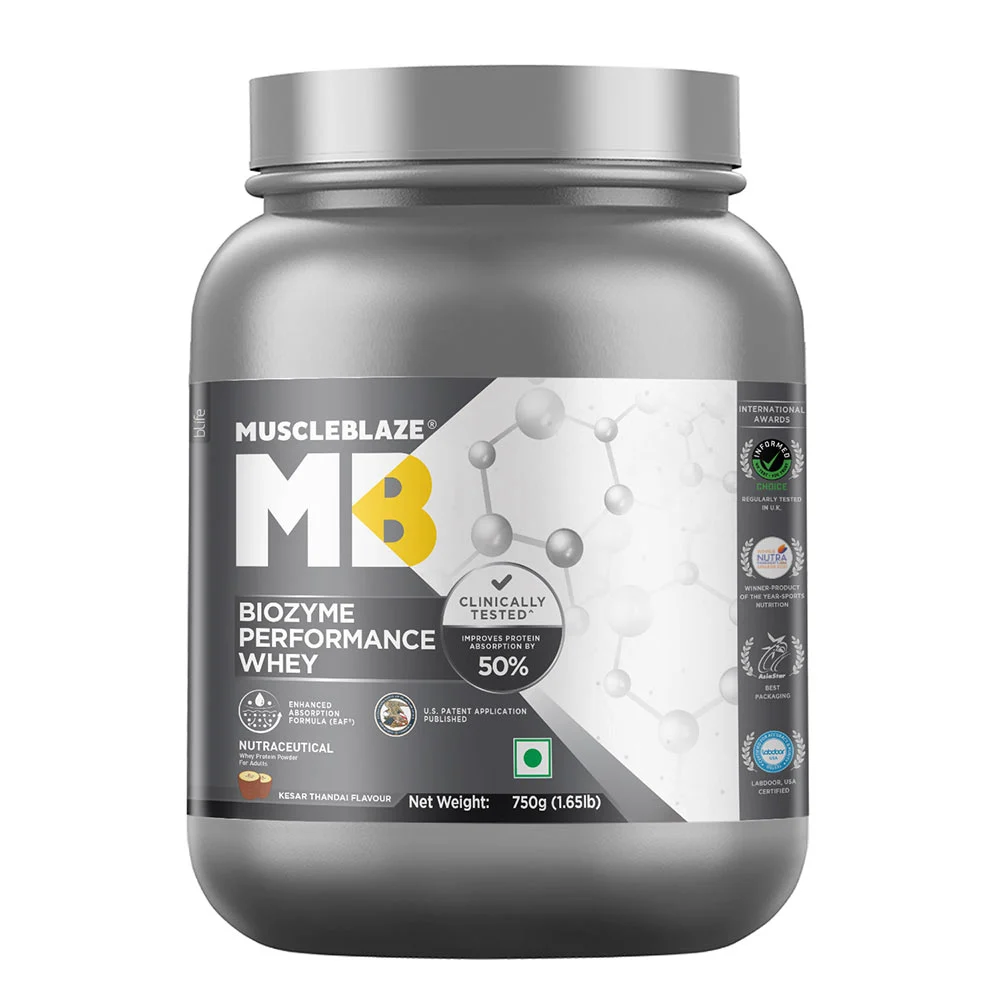 blife
MUSCLEBLAZE®
MB
BIOZYME
PERFORMANCE
WHEY
CLINICALLY
TESTED^
IMPROVES PROTEIN
ABSORPTION BY
50%
ENHANCED
ABSORPTION
FORMULA (EAF⁵)
U.S. PATENT APPLICATION
PUBLISHED
NUTRACEUTICAL
Whey Protein Powder
For Adults
KESAR THANDAI FLAVOUR
Net Weight: 750g (1.65lb)
INTERNATIONAL
AWARDS
INFORMED
CHOICE
REGULARLY TESTED
IN U.K.
NUTRA
WINNER-PRODUCT
OF THE YEAR-SPORTS
NUTRITION
AsiaStar
BEST
PACKAGING
Labdoor
USA
LABDOOR, USA
CERTIFIED